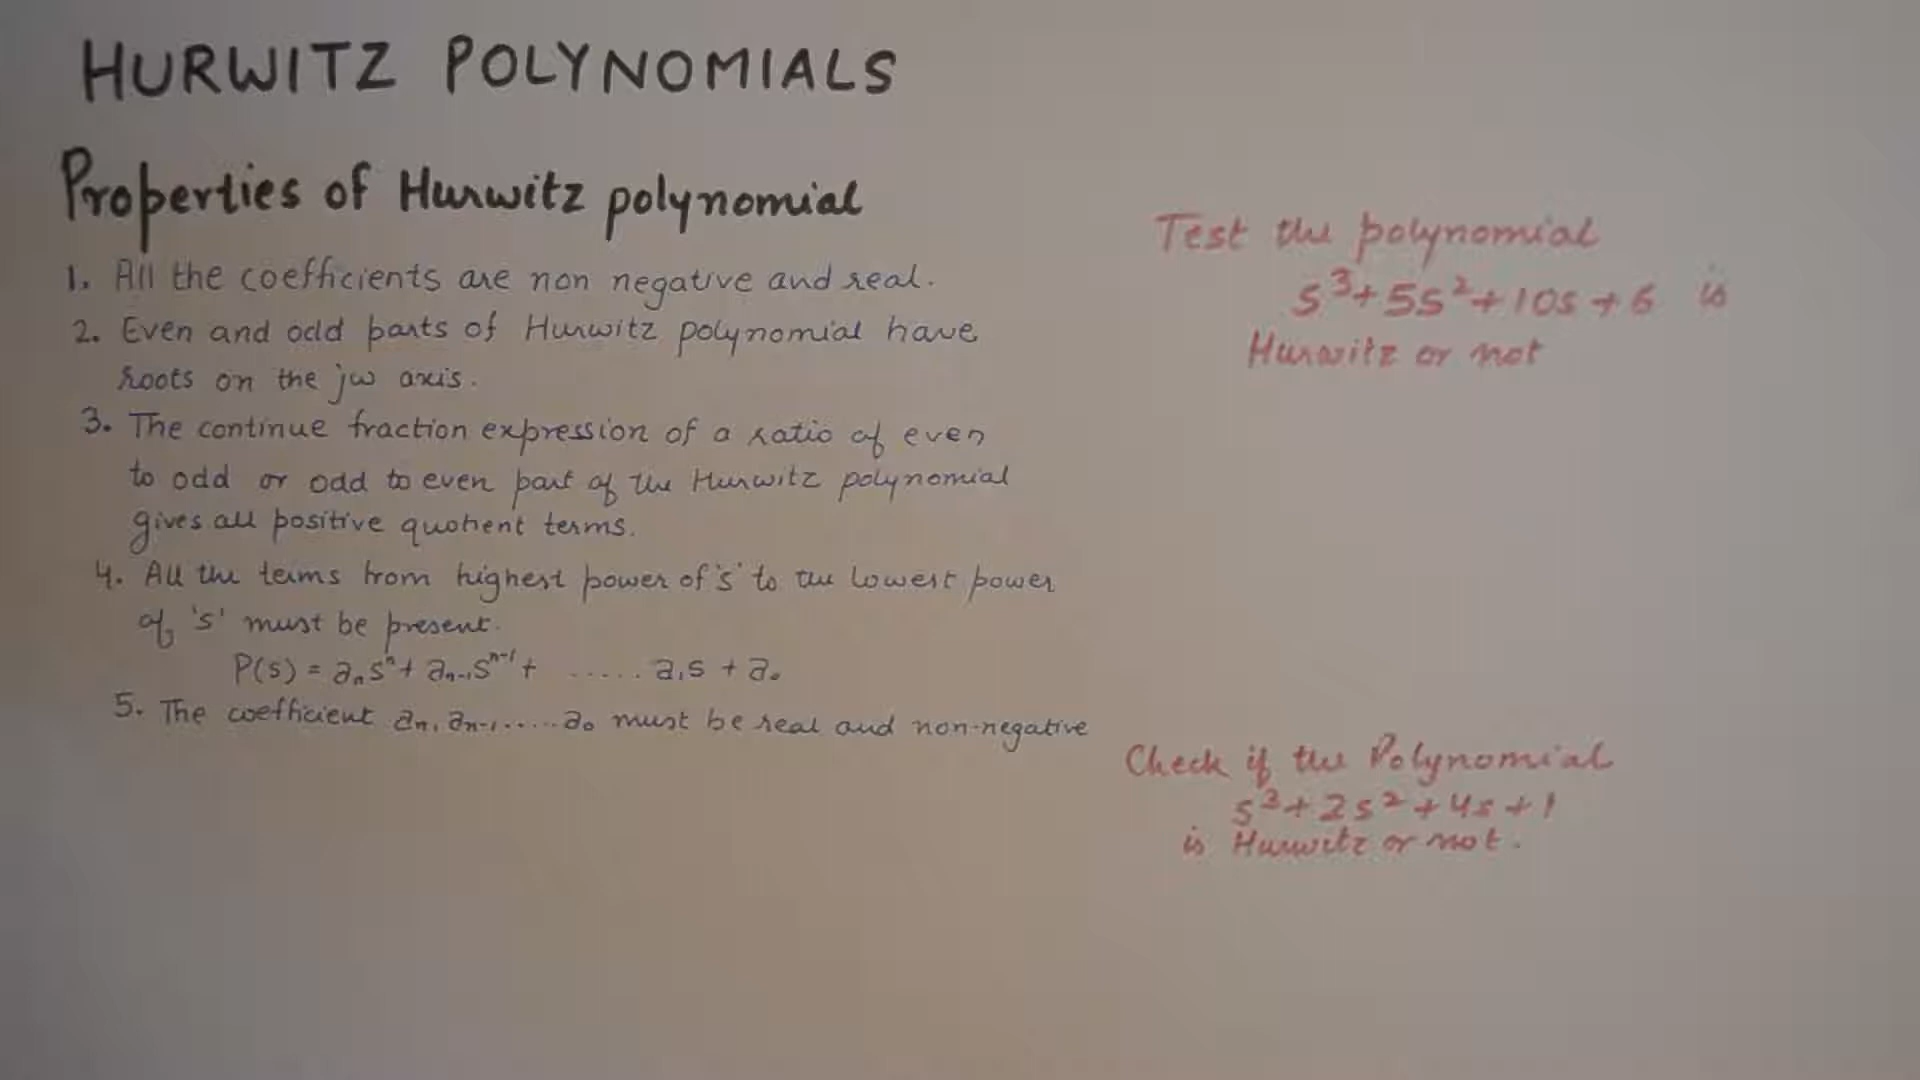 HURWITZ POLYNOMIALS
Properties of Hurwitz polynomial
1. All the coefficients are non negative and real.
2. Even and odd parts of Hurwitz polynomial have
roots on the jw axis.
3. The continue fraction expression of a ratio of even
to odd or odd to even part of the Hurwitz polynomial
gives all positive quotient terms.
4. All the terms from highest power of 's' to the lowest power
of 's' must be present.
P(s) = aₙsⁿ + aₙ₋₁sⁿ⁻¹ + ...... a₁s + a₀
5. The coefficient aₙ, aₙ₋₁ ..... a₀ must be real and non-negative
Test the polynomial
s³+5s²+10s+6 is
Hurwitz or not
Check if the Polynomial
s³+2s²+4s+1
is Hurwitz or not.